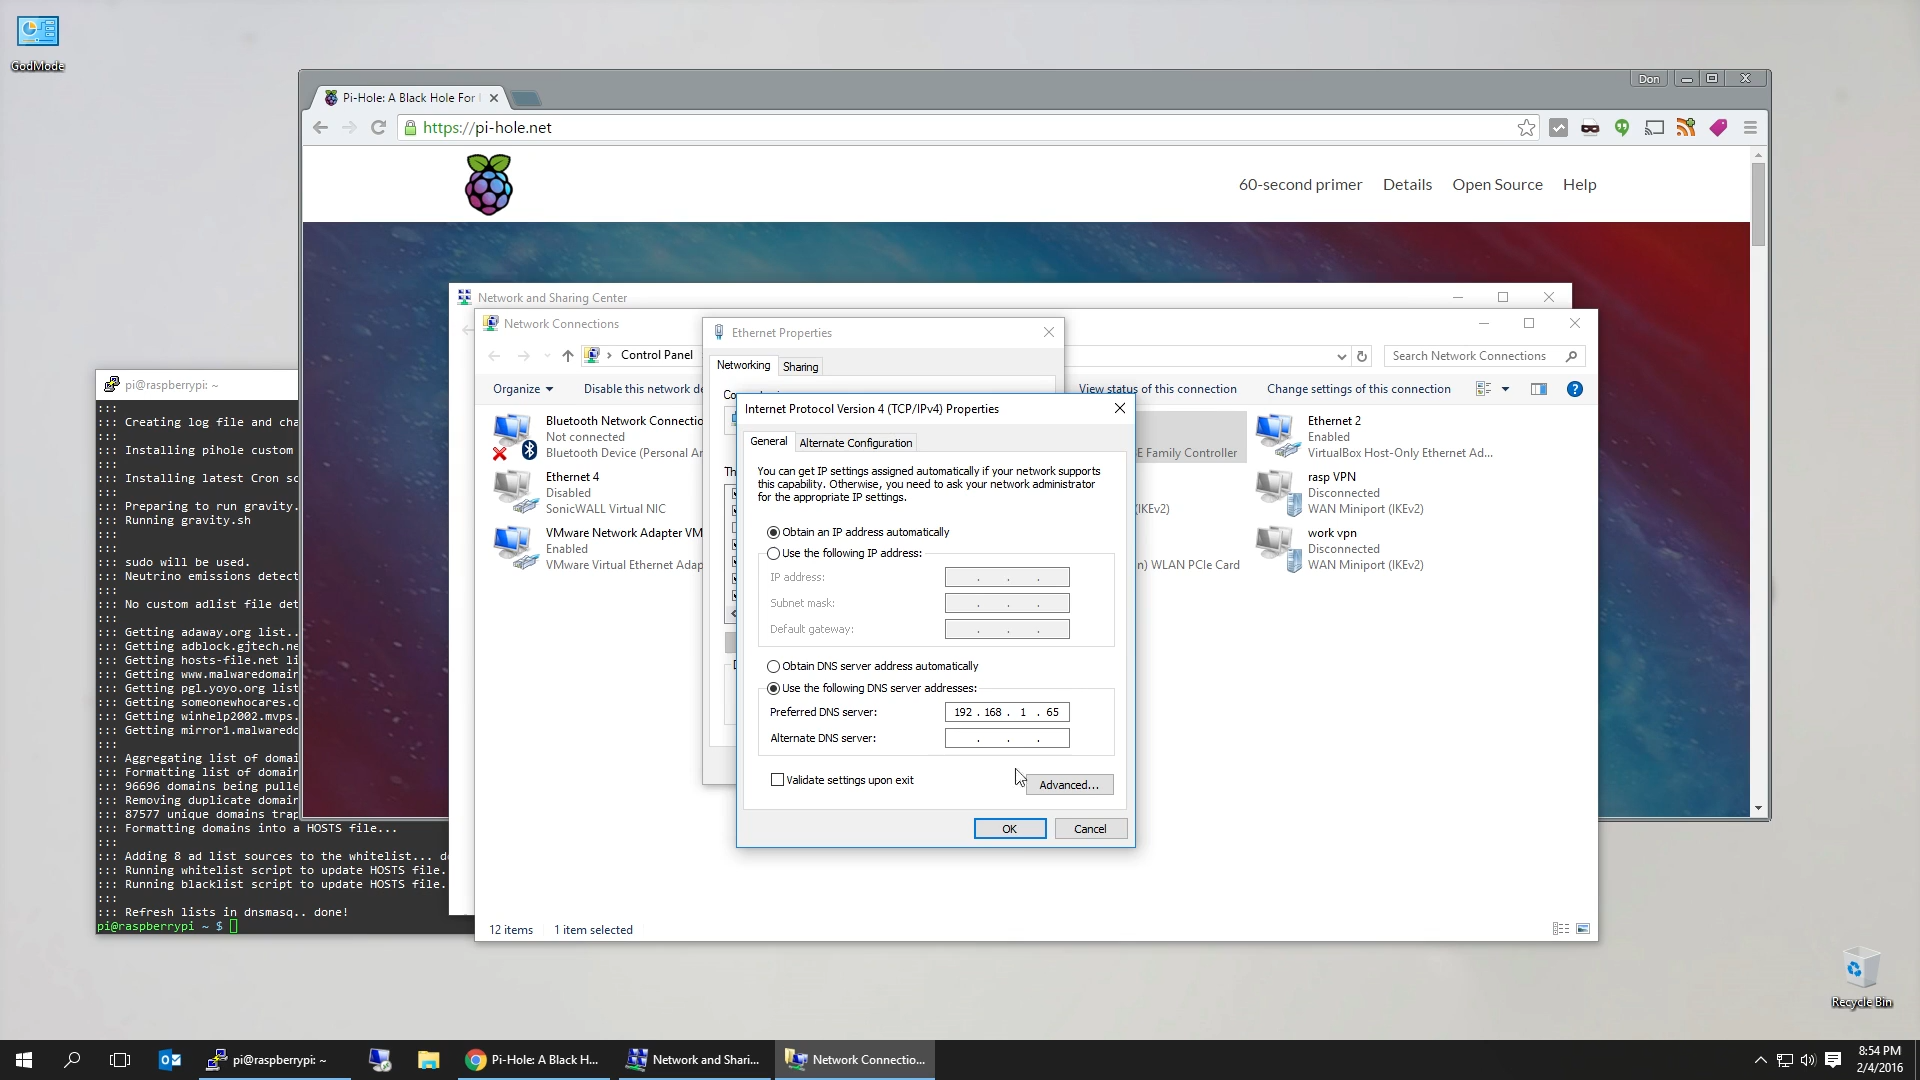 GodMode
Don
Pi-Hole: A Black Hole For
https://pi-hole.net
60-second primer
Details
Open Source
Help
Network and Sharing Center
Network Connections
Control Panel
Search Network Connections
Organize
Disable this network de
View status of this connection
Change settings of this connection
Bluetooth Network Connectio
Not connected
Bluetooth Device (Personal Ar
Ethernet 4
Disabled
SonicWALL Virtual NIC
VMware Network Adapter VM
Enabled
VMware Virtual Ethernet Adap
E Family Controller
(IKEv2)
n) WLAN PCIe Card
Ethernet 2
Enabled
VirtualBox Host-Only Ethernet Ad...
rasp VPN
Disconnected
WAN Miniport (IKEv2)
work vpn
Disconnected
WAN Miniport (IKEv2)
12 items
1 item selected
Ethernet Properties
Networking
Sharing
Co
Th
Internet Protocol Version 4 (TCP/IPv4) Properties
General
Alternate Configuration
You can get IP settings assigned automatically if your network supports
this capability. Otherwise, you need to ask your network administrator
for the appropriate IP settings.
Obtain an IP address automatically
Use the following IP address:
IP address:
. . .
Subnet mask:
. . .
Default gateway:
. . .
Obtain DNS server address automatically
Use the following DNS server addresses:
Preferred DNS server:
192 . 168 . 1 . 65
Alternate DNS server:
. . .
Validate settings upon exit
Advanced...
OK
Cancel
pi@raspberrypi: ~
:::
::: Creating log file and cha
:::
::: Installing pihole custom
:::
::: Installing latest Cron sc
:::
::: Preparing to run gravity.
::: Running gravity.sh
:::
:::
::: sudo will be used.
::: Neutrino emissions detect
:::
::: No custom adlist file det
:::
::: Getting adaway.org list..
::: Getting adblock.gjtech.ne
::: Getting hosts-file.net li
::: Getting www.malwaredomain
::: Getting pgl.yoyo.org list
::: Getting someonewhocares.o
::: Getting winhelp2002.mvps.
::: Getting mirror1.malwaredo
:::
::: Aggregating list of domai
::: Formatting list of domain
::: 96696 domains being pulle
::: Removing duplicate domain
::: 87577 unique domains trap
::: Formatting domains into a HOSTS file...
:::
::: Adding 8 ad list sources to the whitelist... do
::: Running whitelist script to update HOSTS file.
::: Running blacklist script to update HOSTS file.
:::
::: Refresh lists in dnsmasq.. done!
pi@raspberrypi ~ $
Recycle Bin
pi@raspberrypi: ~
Pi-Hole: A Black H...
Network and Shari...
Network Connectio...
8:54 PM
2/4/2016